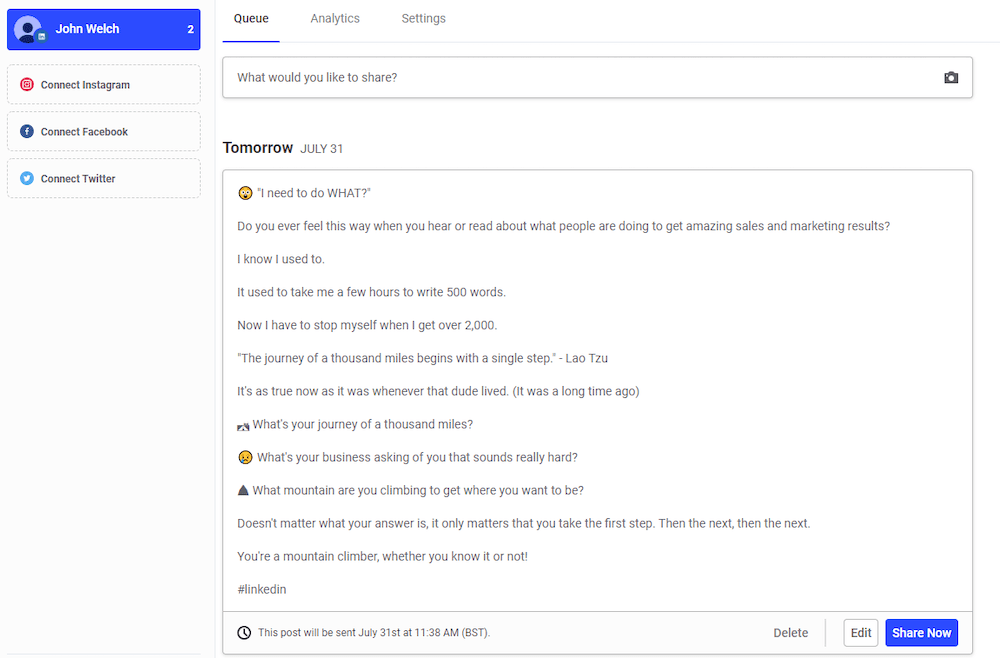 John Welch 2
Connect Instagram
Connect Facebook
Connect Twitter
Queue Analytics Settings
What would you like to share?
Tomorrow JULY 31
😲 "I need to do WHAT?"
Do you ever feel this way when you hear or read about what people are doing to get amazing sales and marketing results?
I know I used to.
It used to take me a few hours to write 500 words.
Now I have to stop myself when I get over 2,000.
"The journey of a thousand miles begins with a single step." - Lao Tzu
It's as true now as it was whenever that dude lived. (It was a long time ago)
What's your journey of a thousand miles?
😥 What's your business asking of you that sounds really hard?
What mountain are you climbing to get where you want to be?
Doesn't matter what your answer is, it only matters that you take the first step. Then the next, then the next.
You're a mountain climber, whether you know it or not!
#linkedin
This post will be sent July 31st at 11:38 AM (BST). Delete Edit Share Now